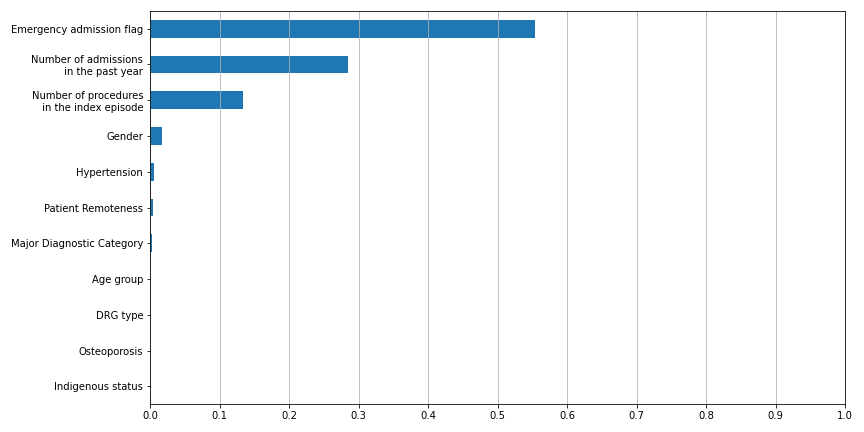 Emergency admission flag
Number of admissions
in the past year
Number of procedures
in the index episode
Gender
Hypertension
Patient Remoteness
Major Diagnostic Category
Age group
DRG type
Osteoporosis
Indigenous status
0.0 0.1 0.2 0.3 0.4 0.5 0.6 0.7 0.8 0.9 1.0